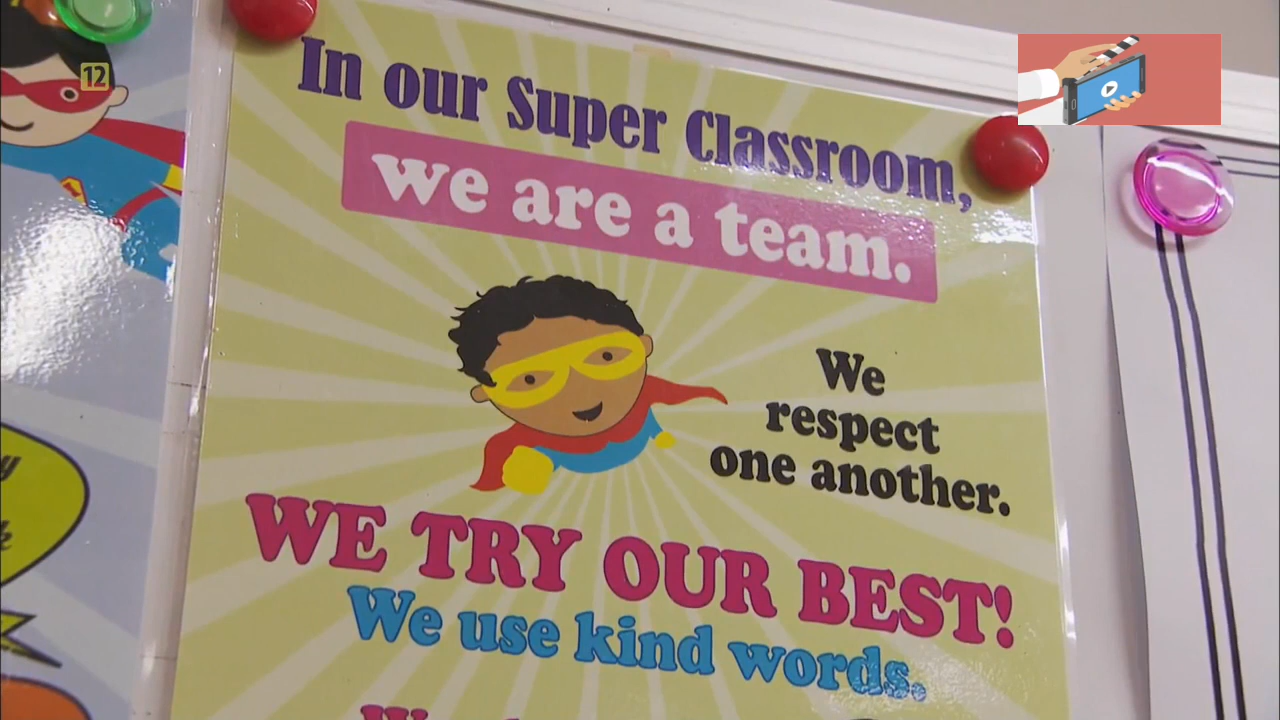 12
In our Super Classroom,
we are a team.
We
respect
one another.
WE TRY OUR BEST!
We use kind words.